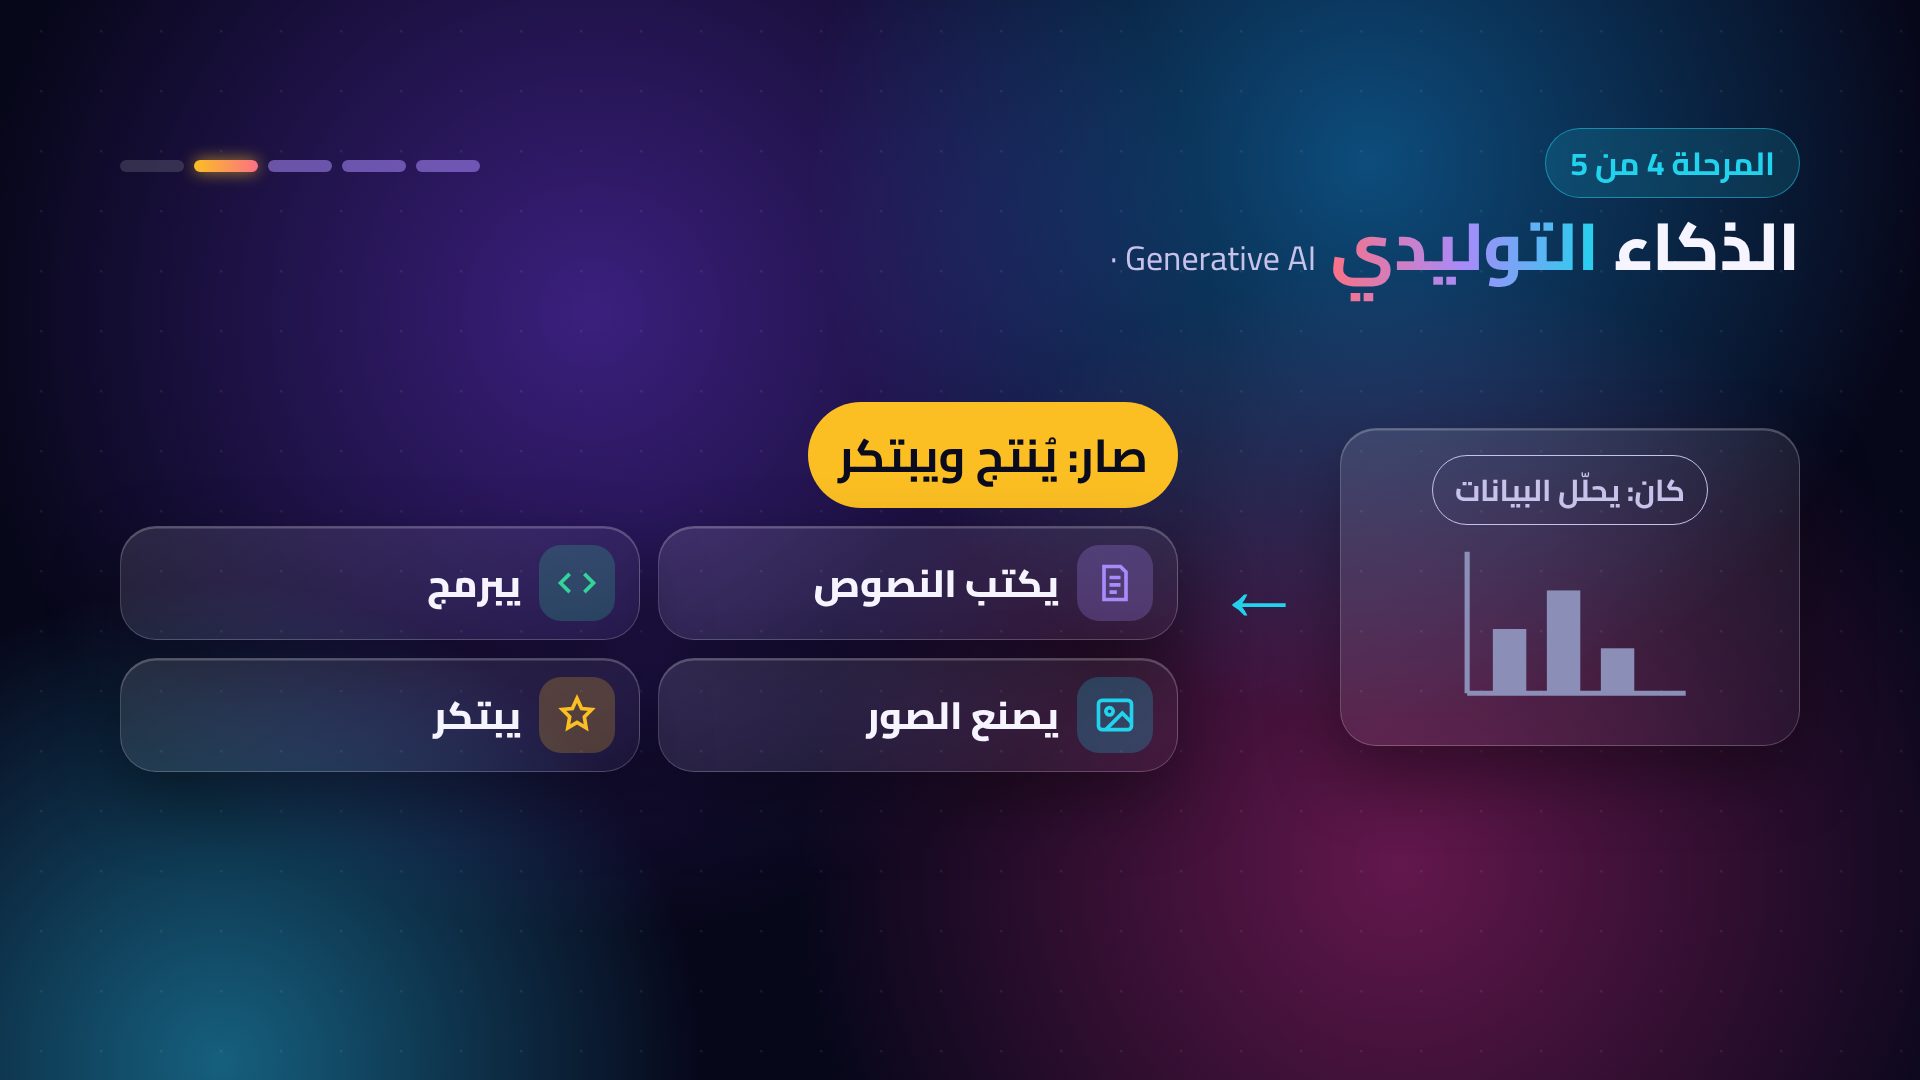 المرحلة 4 من 5
الذكاء التوليدي Generative AI ·
كان: يحلّل البيانات
←
صار: يُنتج ويبتكر
يكتب النصوص
يبرمج
يصنع الصور
يبتكر